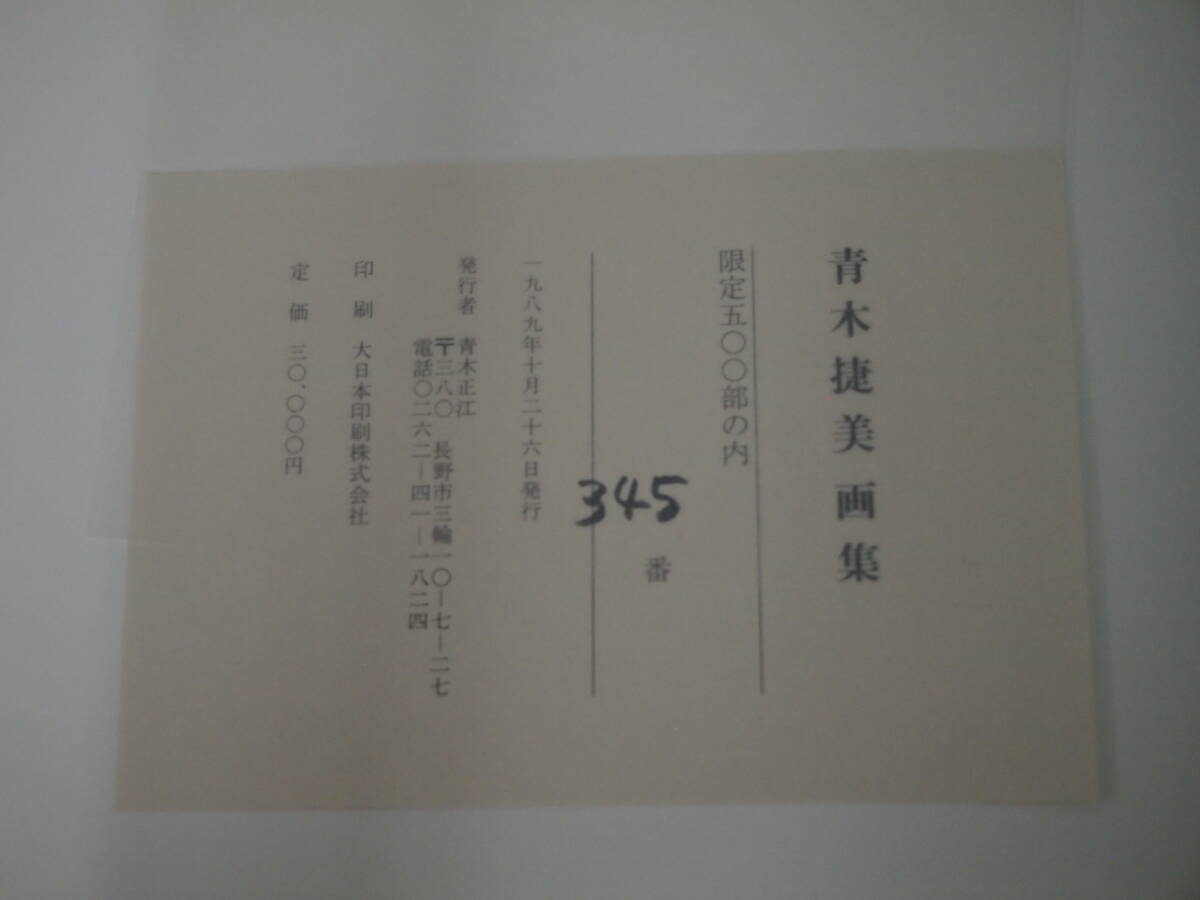 青木捷美画集
限定五〇〇部の内
345番
一九八九年十月二十六日発行
発行者 青木正江
〒三八〇 長野市三輪一〇－七－二七
電話〇二六二－四一－一八二四
印刷 大日本印刷株式会社
定価 三〇、〇〇〇円